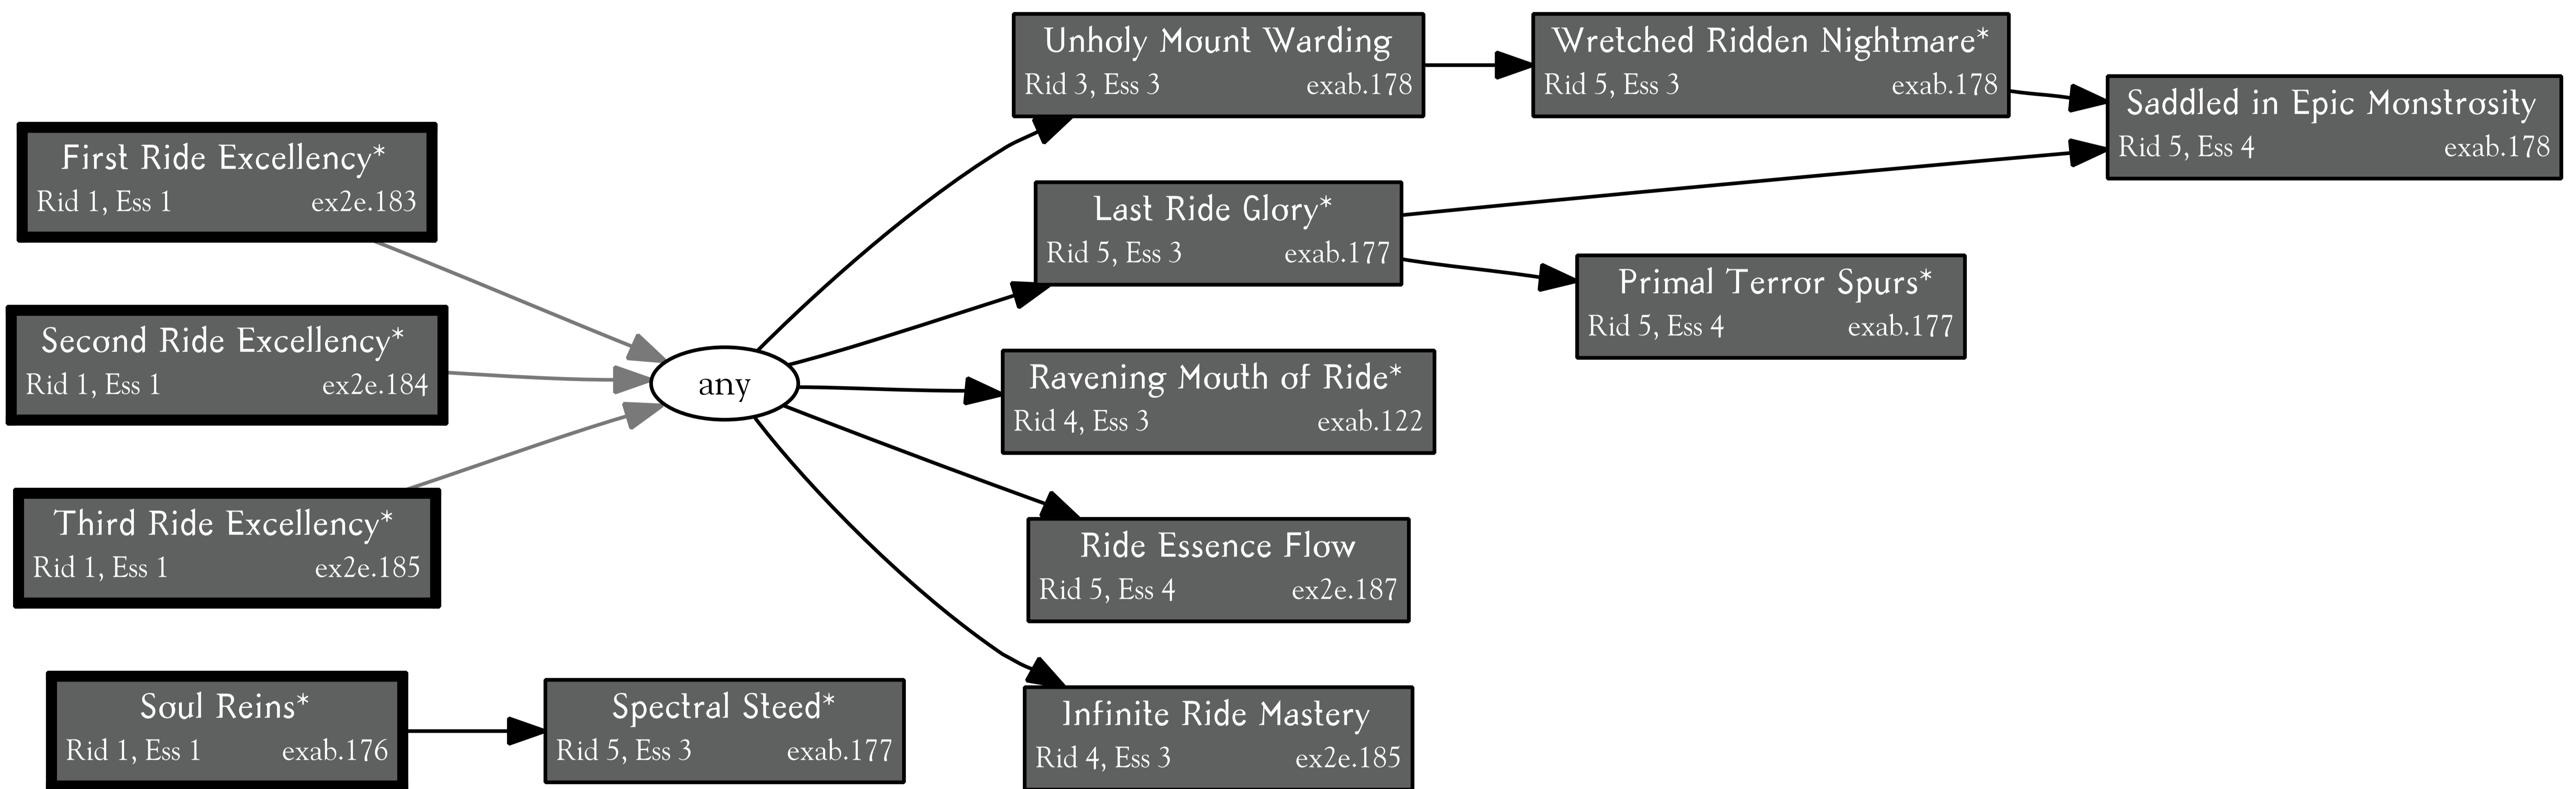 Unholy Mount Warding
Rid 3, Ess 3 exab.178
Wretched Ridden Nightmare*
Rid 5, Ess 3 exab.178
Saddled in Epic Monstrosity
Rid 5, Ess 4 exab.178
First Ride Excellency*
Rid 1, Ess 1 ex2e.183
Last Ride Glory*
Rid 5, Ess 3 exab.177
Primal Terror Spurs*
Rid 5, Ess 4 exab.177
Second Ride Excellency*
Rid 1, Ess 1 ex2e.184
any
Ravening Mouth of Ride*
Rid 4, Ess 3 exab.122
Third Ride Excellency*
Rid 1, Ess 1 ex2e.185
Ride Essence Flow
Rid 5, Ess 4 ex2e.187
Soul Reins*
Rid 1, Ess 1 exab.176
Spectral Steed*
Rid 5, Ess 3 exab.177
Infinite Ride Mastery
Rid 4, Ess 3 ex2e.185